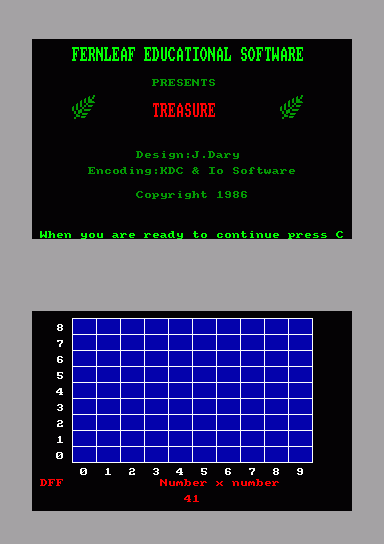 FERNLEAF EDUCATIONAL SOFTWARE
PRESENTS
TREASURE
Design:J.Dary
Encoding:KDC & Io Software
Copyright 1986
When you are ready to continue press C
8
7
6
5
4
3
2
1
0
0 1 2 3 4 5 6 7 8 9
DFF Number x number
41